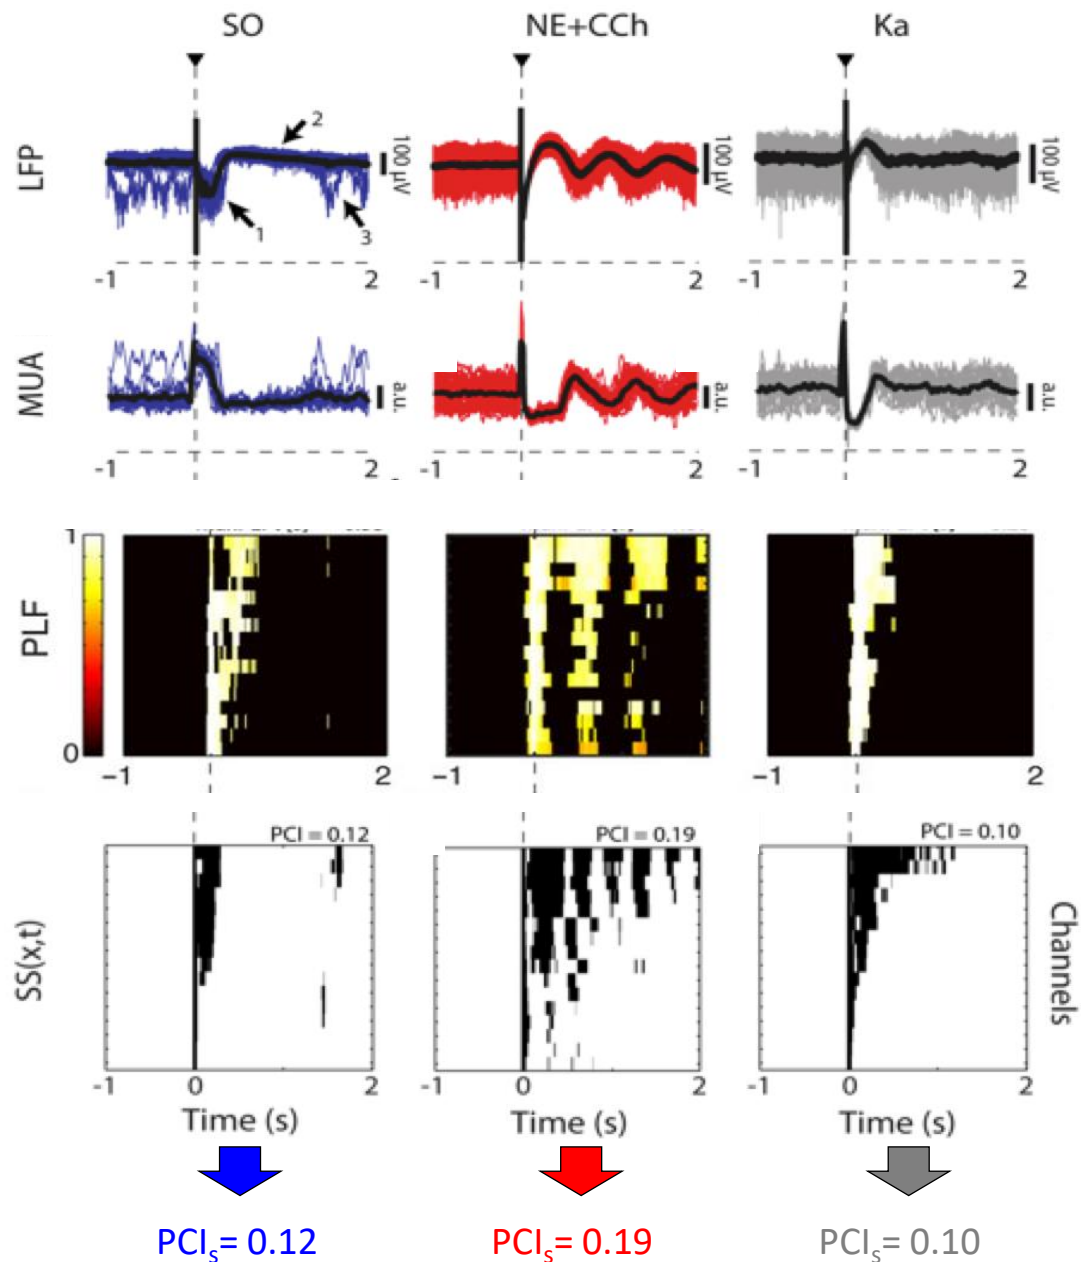 SO NE+CCh Ka
LFP
1
2
3
100 µV
100 µV
100 µV
-1 2 -1 2 -1 2
MUA
a.u.
a.u.
a.u.
-1 2 -1 2 -1 2
PLF
1
0
−1 2 −1 2 −1 2
PCI = 0.12 PCI = 0.19 PCI = 0.10
SS(x,t)
Channels
-1 0 2 -1 0 1 2 -1 0 2
Time (s) Time (s) Time (s)
PCIs= 0.12 PCIs= 0.19 PCIs= 0.10